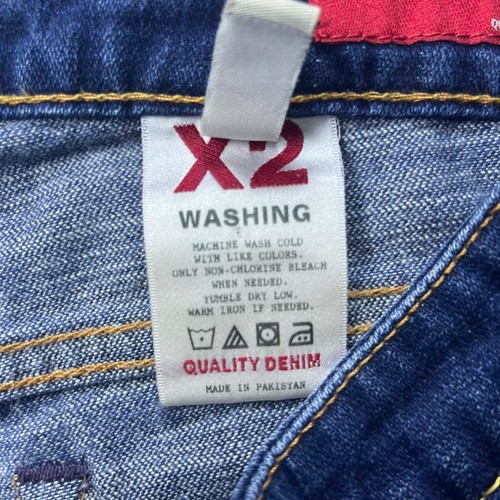 X2
WASHING
MACHINE WASH COLD
WITH LIKE COLORS.
ONLY NON-CHLORINE BLEACH
WHEN NEEDED.
TUMBLE DRY LOW.
WARM IRON IF NEEDED.
QUALITY DENIM
MADE IN PAKISTAN